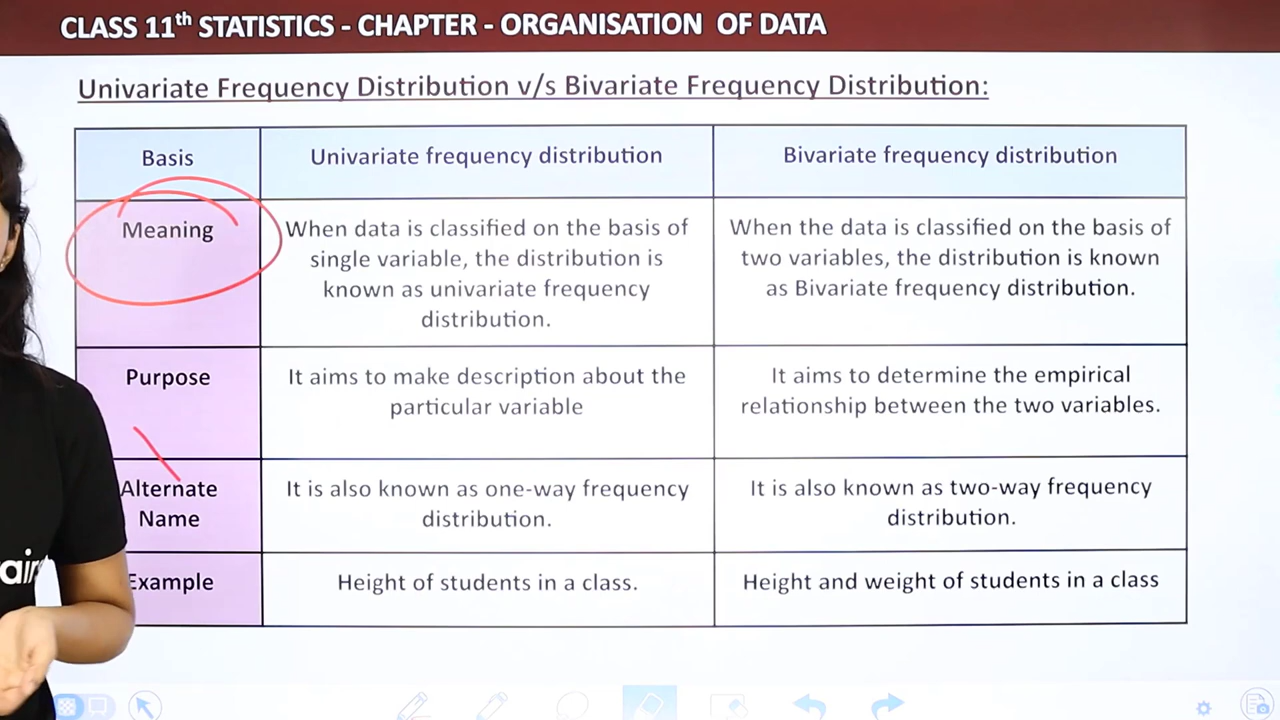 CLASS 11th STATISTICS - CHAPTER - ORGANISATION OF DATA
Univariate Frequency Distribution v/s Bivariate Frequency Distribution:
Basis
Univariate frequency distribution
Bivariate frequency distribution
Meaning
When data is classified on the basis of
single variable, the distribution is
known as univariate frequency
distribution.
When the data is classified on the basis of
two variables, the distribution is known
as Bivariate frequency distribution.
Purpose
It aims to make description about the
particular variable
It aims to determine the empirical
relationship between the two variables.
Alternate
Name
It is also known as one-way frequency
distribution.
It is also known as two-way frequency
distribution.
Example
Height of students in a class.
Height and weight of students in a class